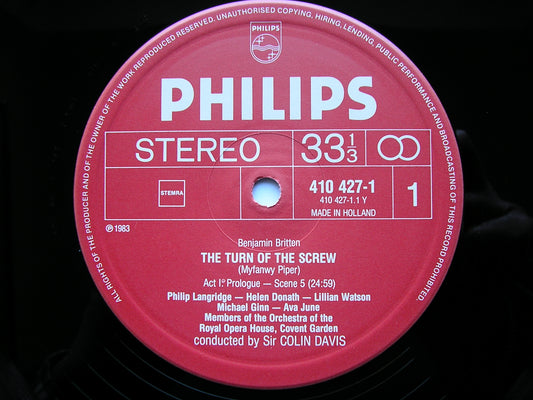 ALL RIGHTS OF THE PRODUCER AND OF THE OWNER OF THE WORK REPRODUCED RESERVED. UNAUTHORISED COPYING, HIRING, LENDING, PUBLIC PERFORMANCE AND BROADCASTING OF THIS RECORD PROHIBITED.
PHILIPS
PHILIPS
STEREO 33 1/3
STEMRA
410 427-1
410 427-1.1 Y
MADE IN HOLLAND
1
℗ 1983
Benjamin Britten
THE TURN OF THE SCREW
(Myfanwy Piper)
Act I: Prologue — Scene 5 (24:59)
Philip Langridge — Helen Donath — Lillian Watson
Michael Ginn — Ava June
Members of the Orchestra of the
Royal Opera House, Covent Garden
conducted by Sir COLIN DAVIS